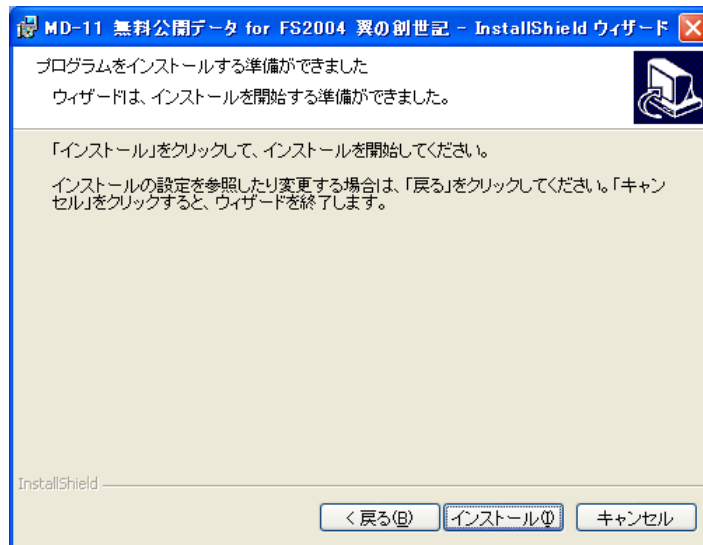 MD-11 無料公開データ for FS2004 翼の創世記 - InstallShield ウィザード
プログラムをインストールする準備ができました
ウィザードは、インストールを開始する準備ができました。
「インストール」をクリックして、インストールを開始してください。
インストールの設定を参照したり変更する場合は、「戻る」をクリックしてください。「キャン
セル」をクリックすると、ウィザードを終了します。
InstallShield
< 戻る(B)
インストール(I)
キャンセル